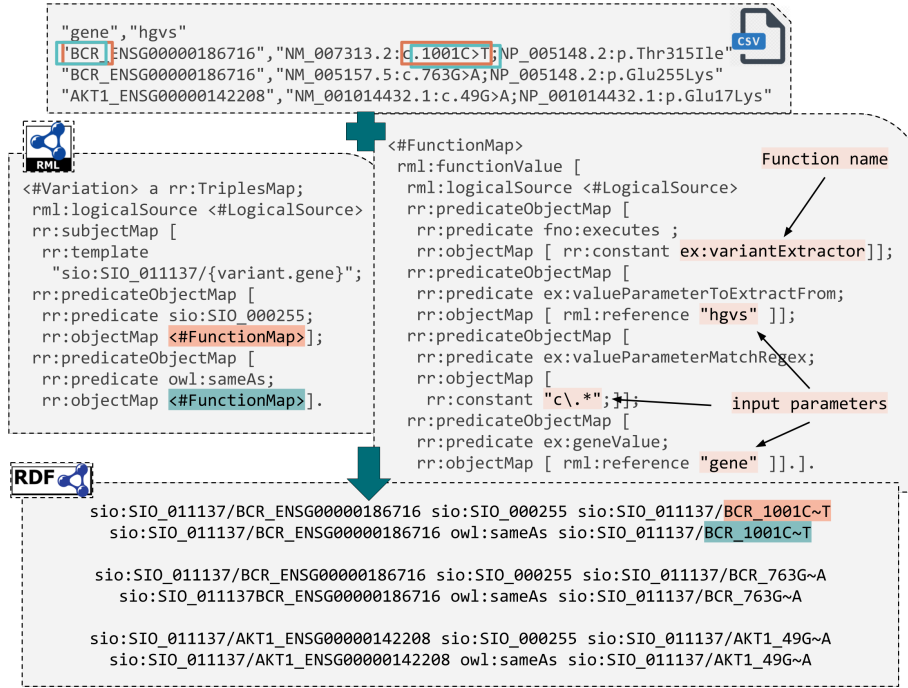 "gene","hgvs"
"BCR_ENSG00000186716","NM_007313.2:c.1001C>T;NP_005148.2:p.Thr315Ile"
"BCR_ENSG00000186716","NM_005157.5:c.763G>A;NP_005148.2:p.Glu255Lys"
"AKT1_ENSG00000142208","NM_001014432.1:c.49G>A;NP_001014432.1:p.Glu17Lys"
CSV
RML
<#Variation> a rr:TriplesMap;
rml:logicalSource <#LogicalSource>
rr:subjectMap [
rr:template
"sio:SIO_011137/{variant.gene}";
rr:predicateObjectMap [
rr:predicate sio:SIO_000255;
rr:objectMap <#FunctionMap>];
rr:predicateObjectMap [
rr:predicate owl:sameAs;
rr:objectMap <#FunctionMap>].
<#FunctionMap>
rml:functionValue [
rml:logicalSource <#LogicalSource>
rr:predicateObjectMap [
rr:predicate fno:executes ;
rr:objectMap [ rr:constant ex:variantExtractor]];
rr:predicateObjectMap [
rr:predicate ex:valueParameterToExtractFrom;
rr:objectMap [ rml:reference "hgvs" ]];
rr:predicateObjectMap [
rr:predicate ex:valueParameterMatchRegex;
rr:objectMap [
rr:constant "c\.*";]];
rr:predicateObjectMap [
rr:predicate ex:geneValue;
rr:objectMap [ rml:reference "gene" ]].].
Function name
input parameters
RDF
sio:SIO_011137/BCR_ENSG00000186716 sio:SIO_000255 sio:SIO_011137/BCR_1001C~T
sio:SIO_011137/BCR_ENSG00000186716 owl:sameAs sio:SIO_011137/BCR_1001C~T
sio:SIO_011137/BCR_ENSG00000186716 sio:SIO_000255 sio:SIO_011137/BCR_763G~A
sio:SIO_011137BCR_ENSG00000186716 owl:sameAs sio:SIO_011137/BCR_763G~A
sio:SIO_011137/AKT1_ENSG00000142208 sio:SIO_000255 sio:SIO_011137/AKT1_49G~A
sio:SIO_011137/AKT1_ENSG00000142208 owl:sameAs sio:SIO_011137/AKT1_49G~A